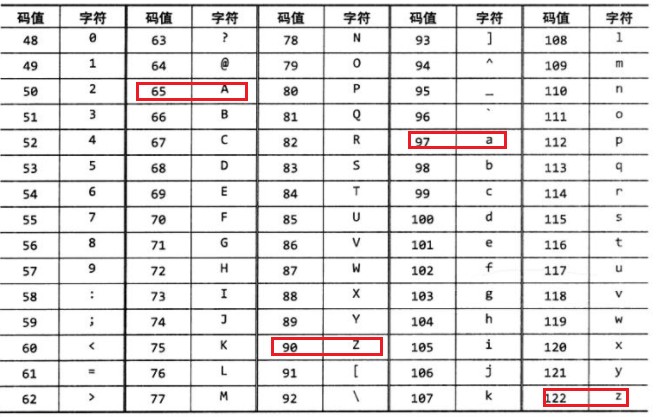 码值 字符 码值 字符 码值 字符 码值 字符 码值 字符
48 0 63 ? 78 N 93 ] 108 l
49 1 64 @ 79 O 94 ^ 109 m
50 2 65 A 80 P 95 _ 110 n
51 3 66 B 81 Q 96 ` 111 o
52 4 67 C 82 R 97 a 112 p
53 5 68 D 83 S 98 b 113 q
54 6 69 E 84 T 99 c 114 r
55 7 70 F 85 U 100 d 115 s
56 8 71 G 86 V 101 e 116 t
57 9 72 H 87 W 102 f 117 u
58 : 73 I 88 X 103 g 118 v
59 ; 74 J 89 Y 104 h 119 w
60 < 75 K 90 Z 105 i 120 x
61 = 76 L 91 [ 106 j 121 y
62 > 77 M 92 \ 107 k 122 z